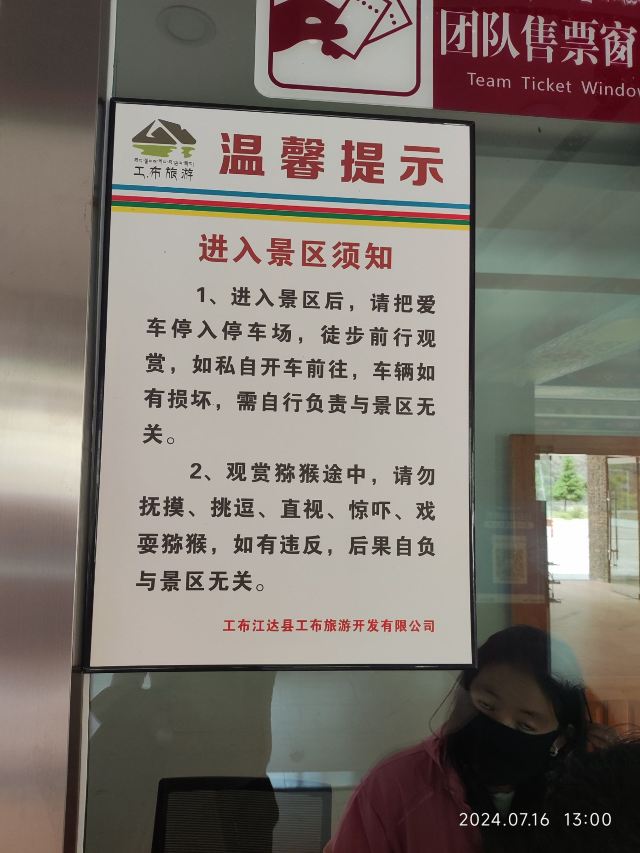 团队售票窗
Team Ticket Window
工布旅游
温馨提示
进入景区须知
1、进入景区后，请把爱
车停入停车场，徒步前行观
赏，如私自开车前往，车辆如
有损坏，需自行负责与景区无
关。
2、观赏猕猴途中，请勿
抚摸、挑逗、直视、惊吓、戏
耍猕猴，如有违反，后果自负
与景区无关。
工布江达县工布旅游开发有限公司
2024.07.16 13:00